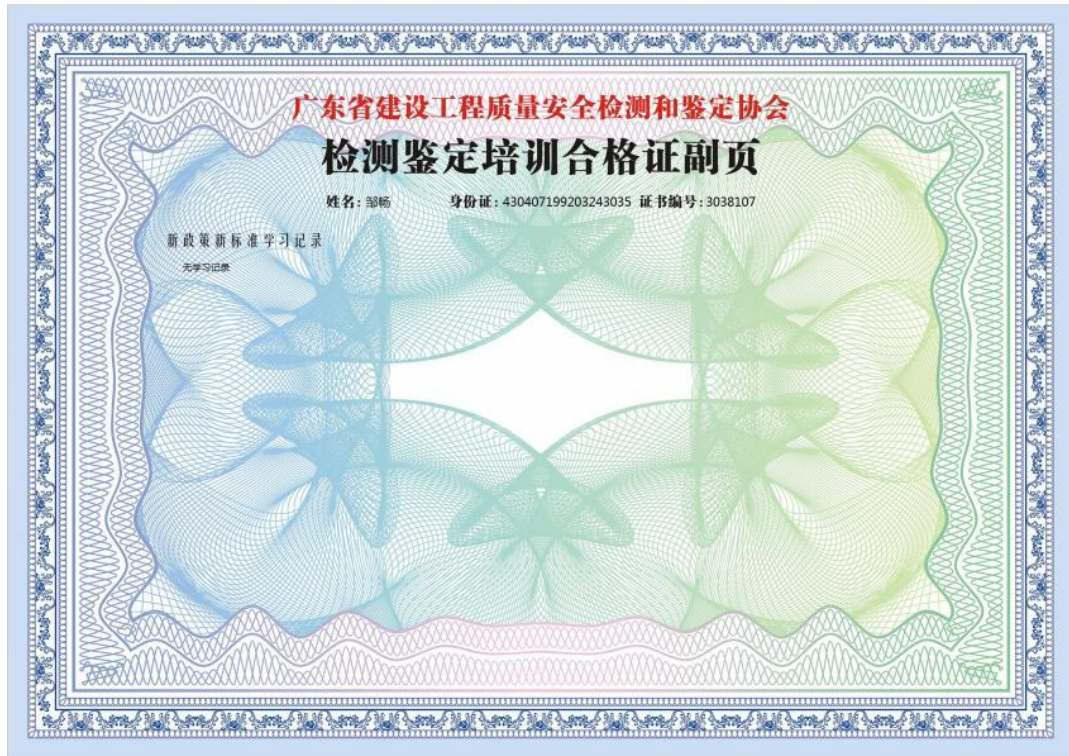 广东省建设工程质量安全检测和鉴定协会
检测鉴定培训合格证副页
姓名: 邹畅 身份证: 430407199203243035 证书编号: 3038107
新政策新标准学习记录
无学习记录